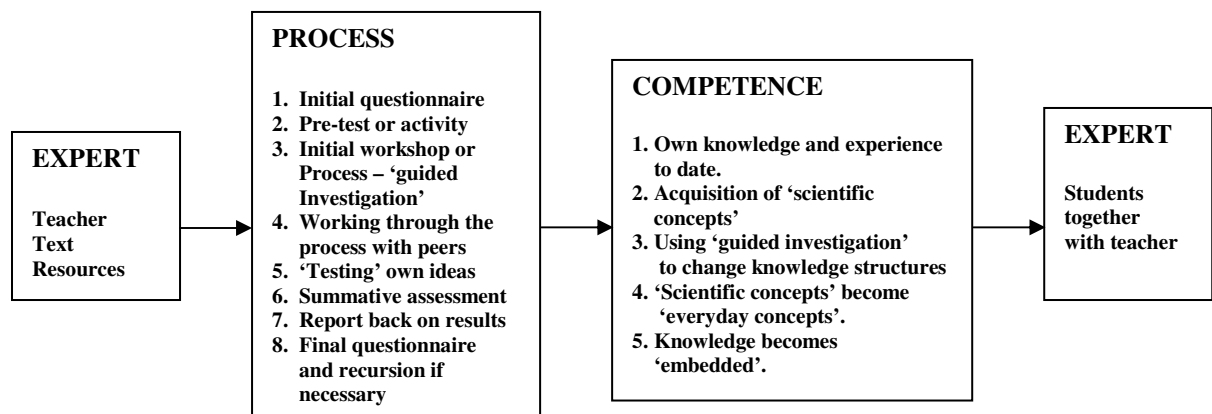 EXPERT
Teacher
Text
Resources
PROCESS
1. Initial questionnaire
2. Pre-test or activity
3. Initial workshop or
Process – ‘guided
Investigation’
4. Working through the
process with peers
5. ‘Testing’ own ideas
6. Summative assessment
7. Report back on results
8. Final questionnaire
and recursion if
necessary
COMPETENCE
1. Own knowledge and experience
to date.
2. Acquisition of ‘scientific
concepts’
3. Using ‘guided investigation’
to change knowledge structures
4. ‘Scientific concepts’ become
‘everyday concepts’.
5. Knowledge becomes
‘embedded’.
EXPERT
Students
together
with teacher